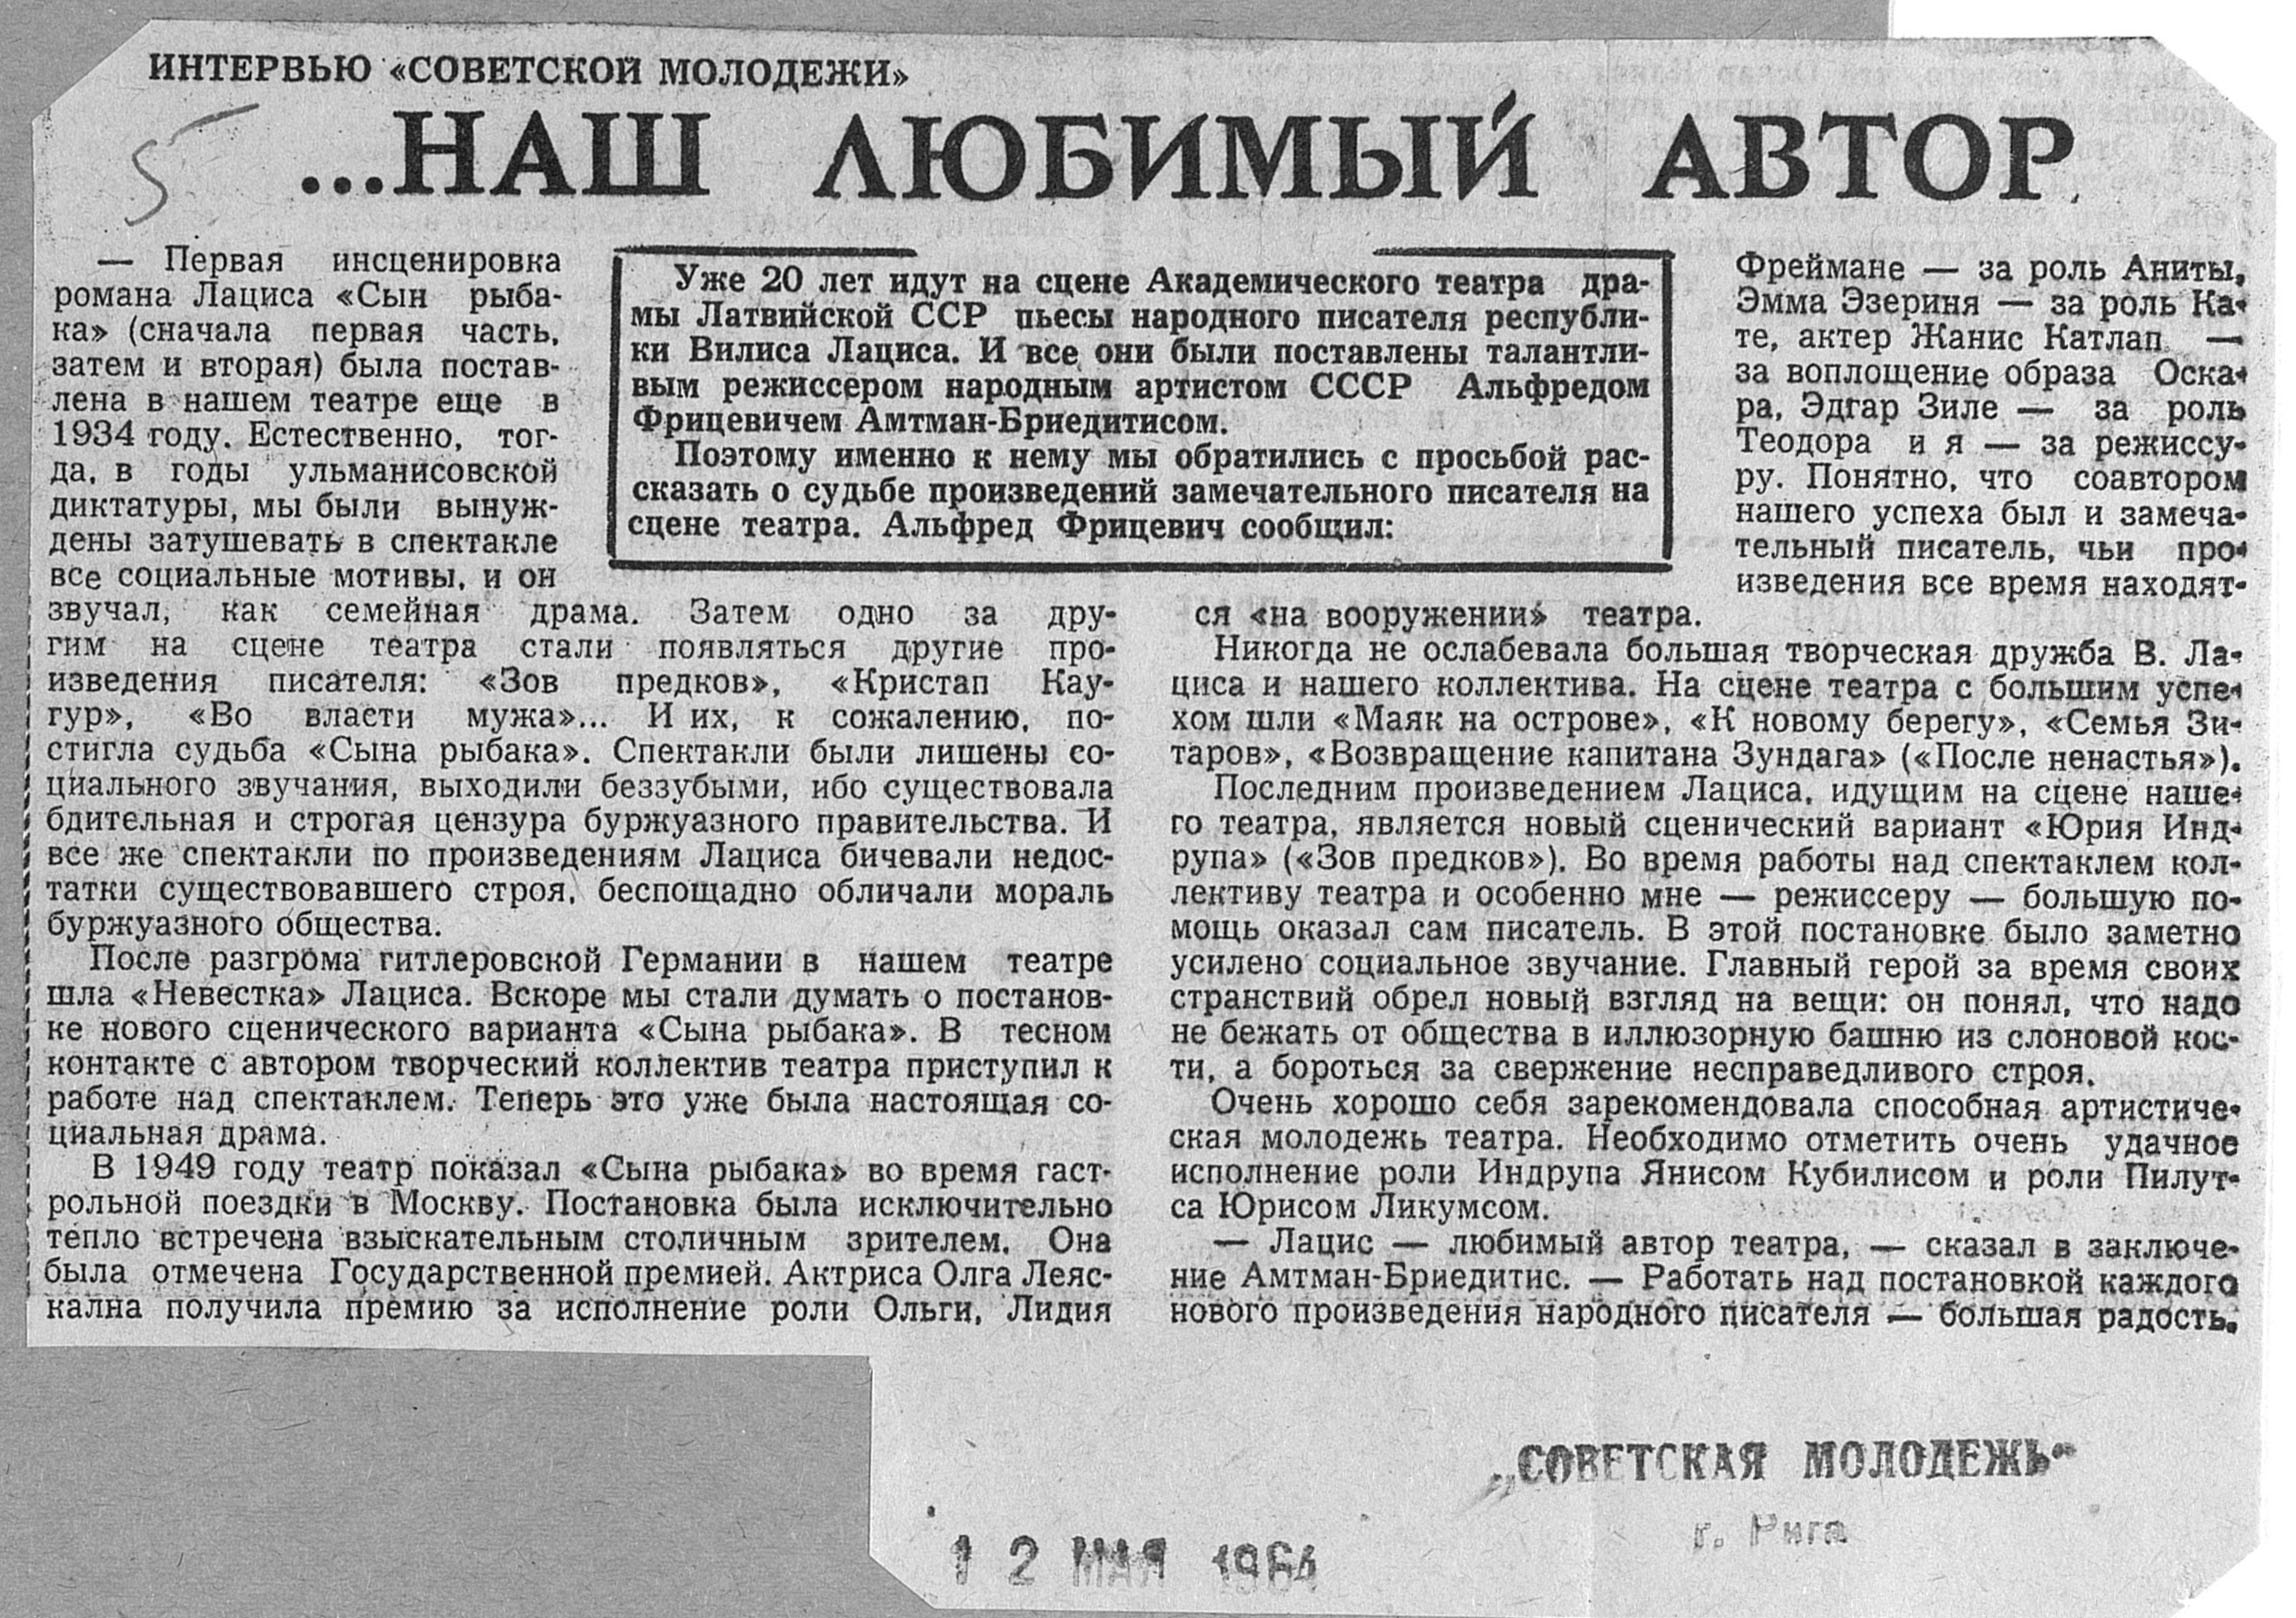 ИНТЕРВЬЮ «СОВЕТСКОЙ МОЛОДЕЖИ»
5
...НАШ ЛЮБИМЫЙ АВТОР
Уже 20 лет идут на сцене Академического театра дра-
мы Латвийской ССР пьесы народного писателя республи-
ки Вилиса Лациса. И все они были поставлены талантли-
вым режиссером народным артистом СССР Альфредом
Фрицевичем Амтман-Бриедитисом.
Поэтому именно к нему мы обратились с просьбой рас-
сказать о судьбе произведений замечательного писателя на
сцене театра. Альфред Фрицевич сообщил:
— Первая инсценировка
романа Лациса «Сын рыба-
ка» (сначала первая часть,
затем и вторая) была постав-
лена в нашем театре еще в
1934 году. Естественно, тог-
да, в годы ульманисовской
диктатуры, мы были вынуж-
дены затушевать в спектакле
все социальные мотивы, и он
звучал, как семейная драма. Затем одно за дру-
гим на сцене театра стали появляться другие про-
изведения писателя: «Зов предков», «Кристап Кау-
гур», «Во власти мужа»... И их, к сожалению, по-
стигла судьба «Сына рыбака». Спектакли были лишены со-
циального звучания, выходили беззубыми, ибо существовала
бдительная и строгая цензура буржуазного правительства. И
все же спектакли по произведениям Лациса бичевали недос-
татки существовавшего строя, беспощадно обличали мораль
буржуазного общества.
После разгрома гитлеровской Германии в нашем театре
шла «Невестка» Лациса. Вскоре мы стали думать о постанов-
ке нового сценического варианта «Сына рыбака». В тесном
контакте с автором творческий коллектив театра приступил к
работе над спектаклем. Теперь это уже была настоящая со-
циальная драма.
В 1949 году театр показал «Сына рыбака» во время гаст-
рольной поездки в Москву. Постановка была исключительно
тепло встречена взыскательным столичным зрителем. Она
была отмечена Государственной премией. Актриса Олга Леяс-
кална получила премию за исполнение роли Ольги, Лидия
Фреймане — за роль Аниты,
Эмма Эзериня — за роль Ка-
те, актер Жанис Катлап —
за воплощение образа Оска-
ра, Эдгар Зиле — за роль
Теодора и я — за режиссу-
ру. Понятно, что соавтором
нашего успеха был и замеча-
тельный писатель, чьи про-
изведения все время находят-
ся «на вооружении» театра.
Никогда не ослабевала большая творческая дружба В. Ла-
циса и нашего коллектива. На сцене театра с большим успе-
хом шли «Маяк на острове», «К новому берегу», «Семья Зи-
таров», «Возвращение капитана Зундага» («После ненастья»).
Последним произведением Лациса, идущим на сцене наше-
го театра, является новый сценический вариант «Юрия Инд-
рупа» («Зов предков»). Во время работы над спектаклем кол-
лективу театра и особенно мне — режиссеру — большую по-
мощь оказал сам писатель. В этой постановке было заметно
усилено социальное звучание. Главный герой за время своих
странствий обрел новый взгляд на вещи: он понял, что надо
не бежать от общества в иллюзорную башню из слоновой кос-
ти, а бороться за свержение несправедливого строя.
Очень хорошо себя зарекомендовала способная артистиче-
ская молодежь театра. Необходимо отметить очень удачное
исполнение роли Индрупа Янисом Кубилисом и роли Пилут-
са Юрисом Ликумсом.
— Лацис — любимый автор театра, — сказал в заключе-
ние Амтман-Бриедитис. — Работать над постановкой каждого
нового произведения народного писателя — большая радость.
„СОВЕТСКАЯ МОЛОДЕЖЬ"
г. Рига
12 МАЯ 1964